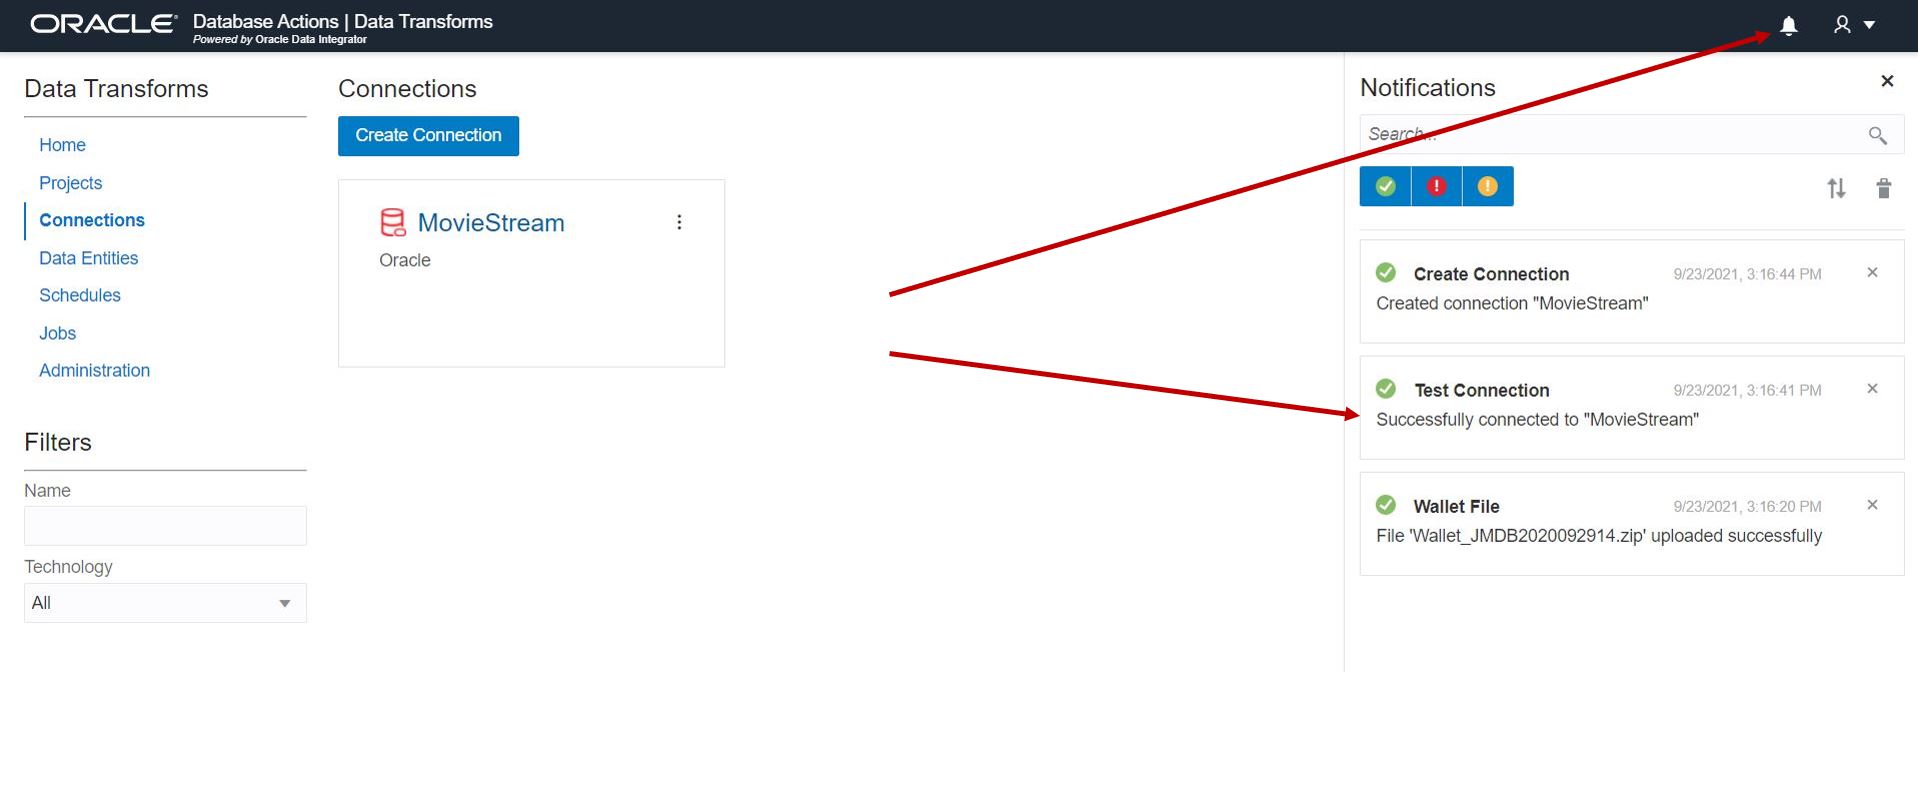 ORACLE
Database Actions | Data Transforms
Powered by Oracle Data Integrator
Data Transforms
Home
Projects
Connections
Data Entities
Schedules
Jobs
Administration
Filters
Name
Technology
All
Connections
Create Connection
MovieStream
Oracle
Notifications
Search...
Create Connection 9/23/2021, 3:16:44 PM
Created connection "MovieStream"
Test Connection 9/23/2021, 3:16:41 PM
Successfully connected to "MovieStream"
Wallet File 9/23/2021, 3:16:20 PM
File 'Wallet_JMDB2020092914.zip' uploaded successfully